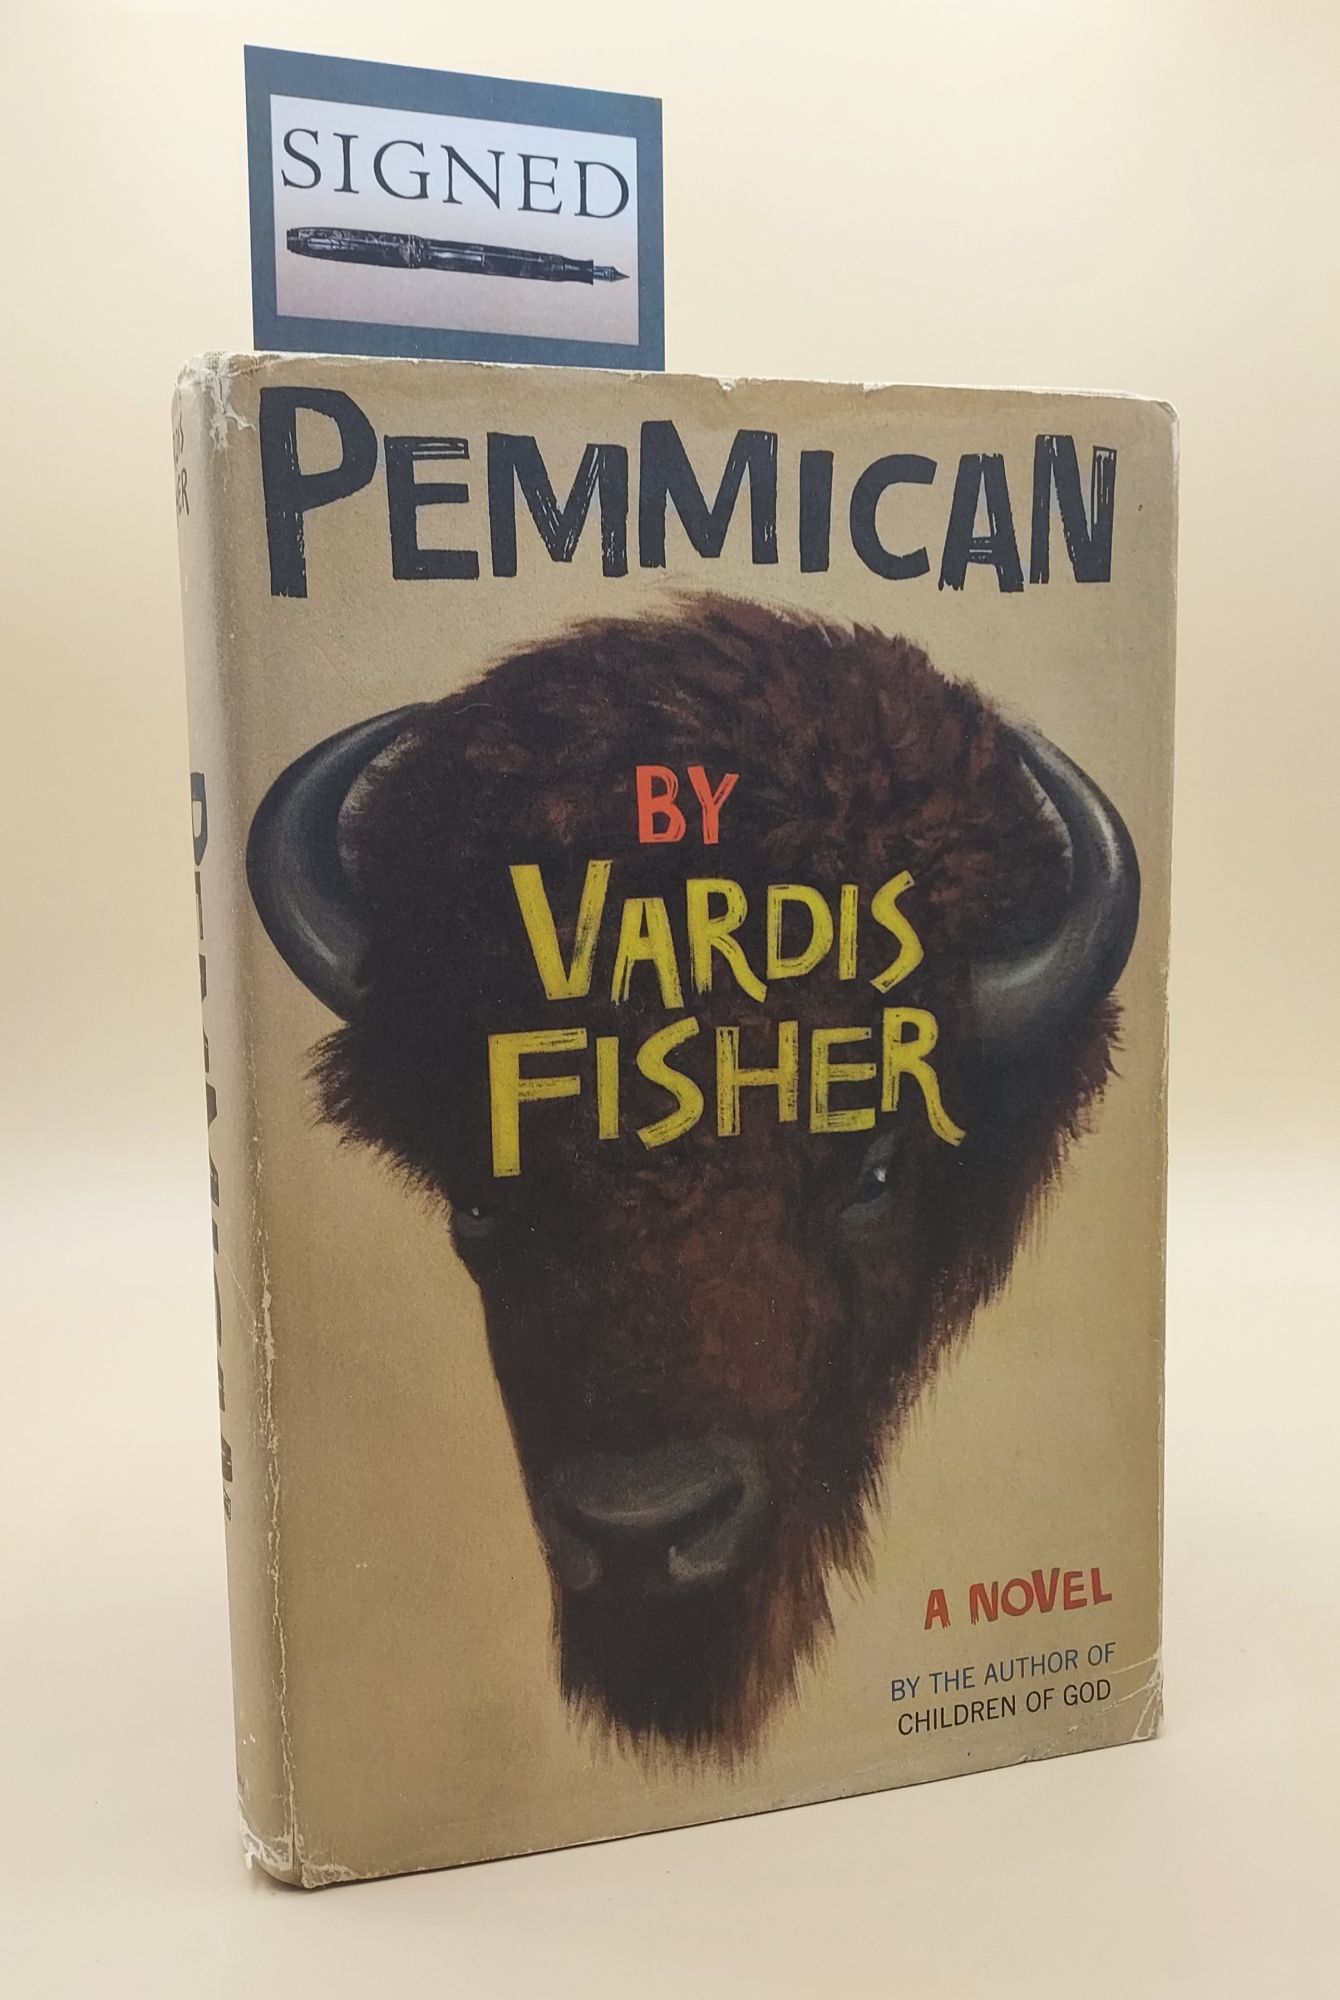 SIGNED
PEMMICAN
BY
VARDIS
FISHER
A NOVEL
BY THE AUTHOR OF
CHILDREN OF GOD